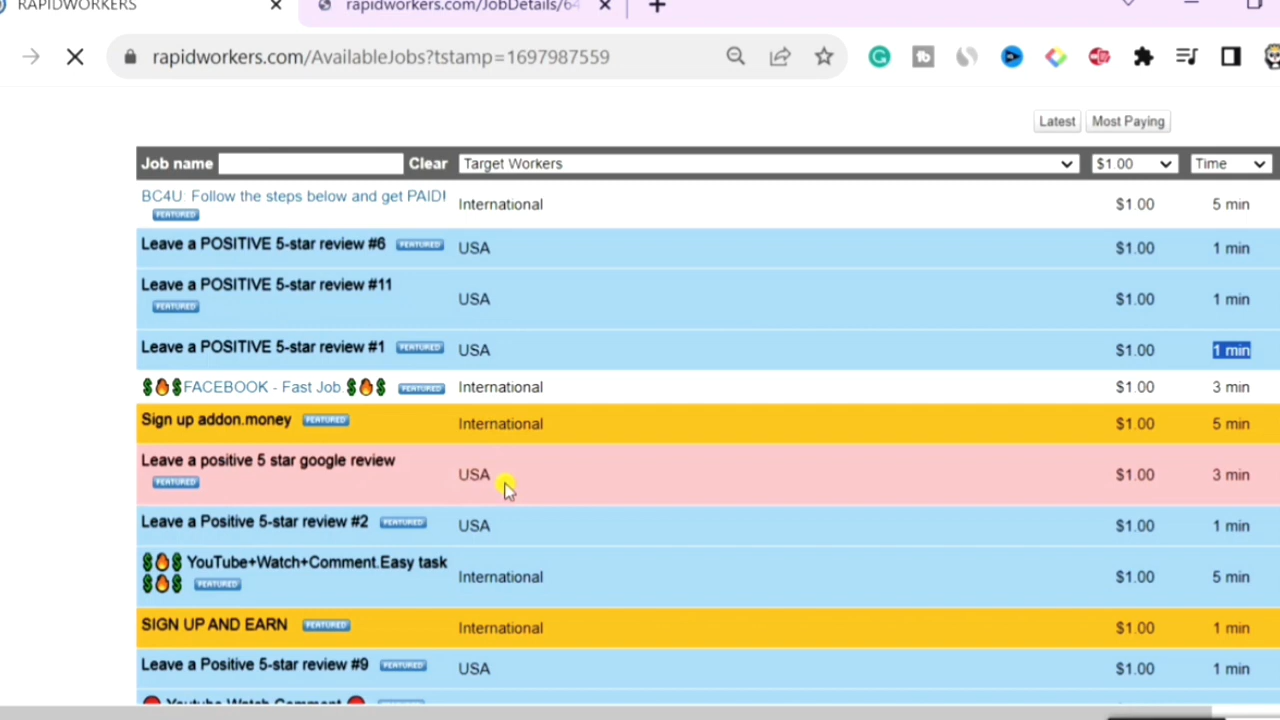 RAPIDWORKERS
rapidworkers.com/JobDetails/64
rapidworkers.com/AvailableJobs?tstamp=1697987559
Latest Most Paying
Job name Clear Target Workers $1.00 Time
BC4U: Follow the steps below and get PAID!
FEATURED International $1.00 5 min
Leave a POSITIVE 5-star review #6 FEATURED USA $1.00 1 min
Leave a POSITIVE 5-star review #11
FEATURED USA $1.00 1 min
Leave a POSITIVE 5-star review #1 FEATURED USA $1.00 1 min
FACEBOOK - Fast Job FEATURED International $1.00 3 min
Sign up addon.money FEATURED International $1.00 5 min
Leave a positive 5 star google review
FEATURED USA $1.00 3 min
Leave a Positive 5-star review #2 FEATURED USA $1.00 1 min
YouTube+Watch+Comment.Easy task
FEATURED International $1.00 5 min
SIGN UP AND EARN FEATURED International $1.00 1 min
Leave a Positive 5-star review #9 FEATURED USA $1.00 1 min
Youtube Watch Comment